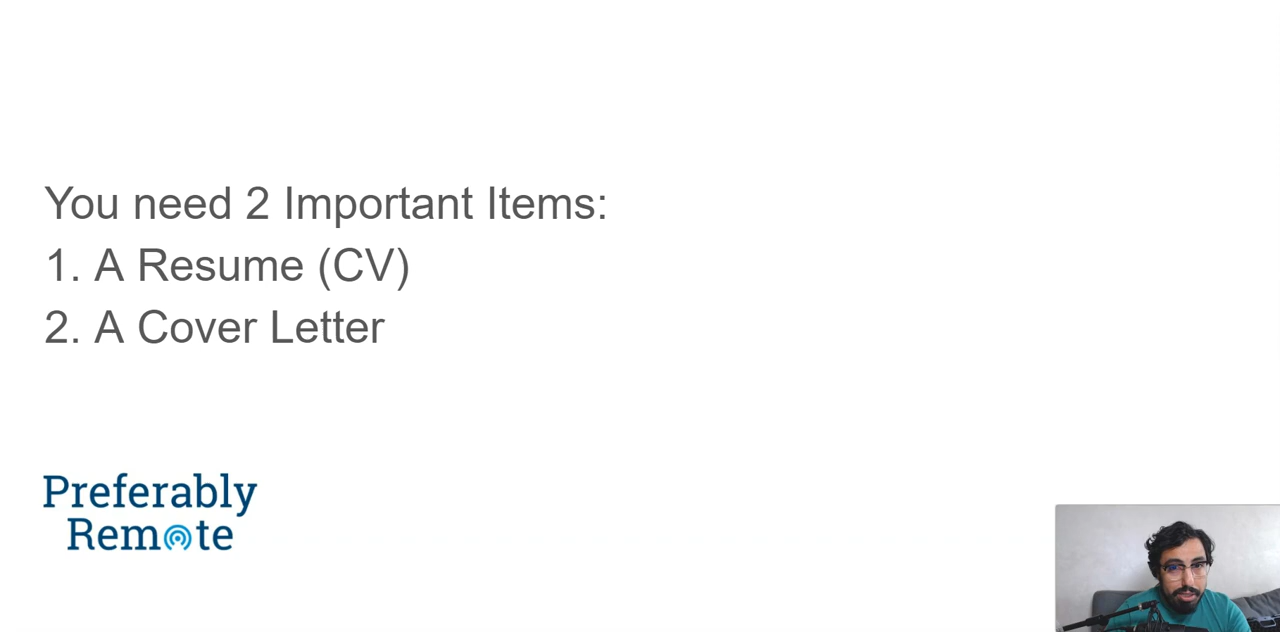 You need 2 Important Items:
1. A Resume (CV)
2. A Cover Letter
Preferably
Remote